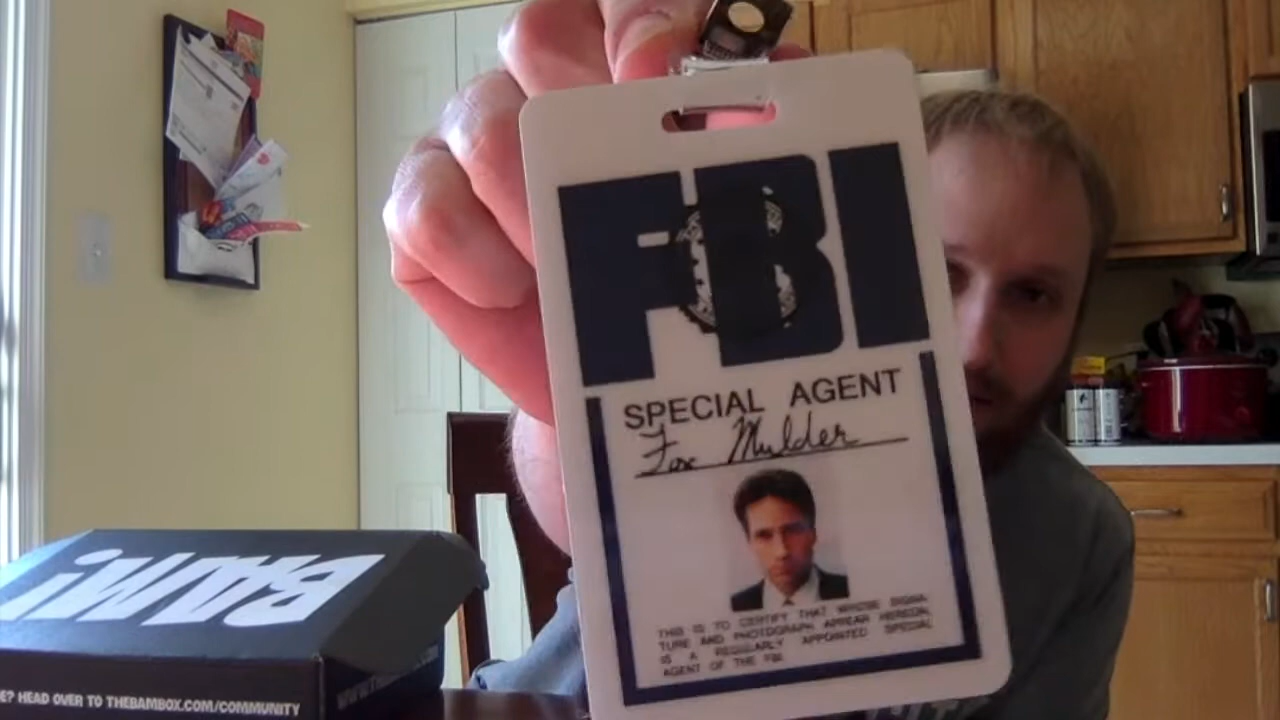 FBI
SPECIAL AGENT
Fox Mulder
THIS IS TO CERTIFY THAT WHOSE SIGNA-
TURE AND PHOTOGRAPH APPEAR HEREON,
IS A REGULARLY APPOINTED SPECIAL
AGENT OF THE FBI.
BAM!
E? HEAD OVER TO THEBAMBOX.COM/COMMUNITY